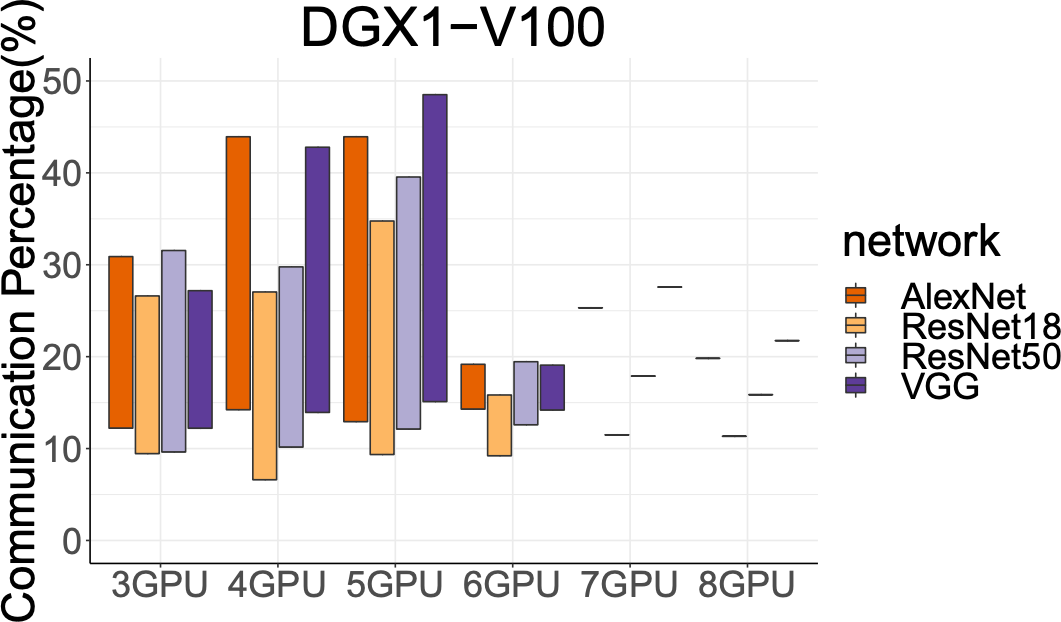 DGX1−V100
Communication Percentage(%)
50
40
30
20
10
0
3GPU 4GPU 5GPU 6GPU 7GPU 8GPU
network
AlexNet
ResNet18
ResNet50
VGG